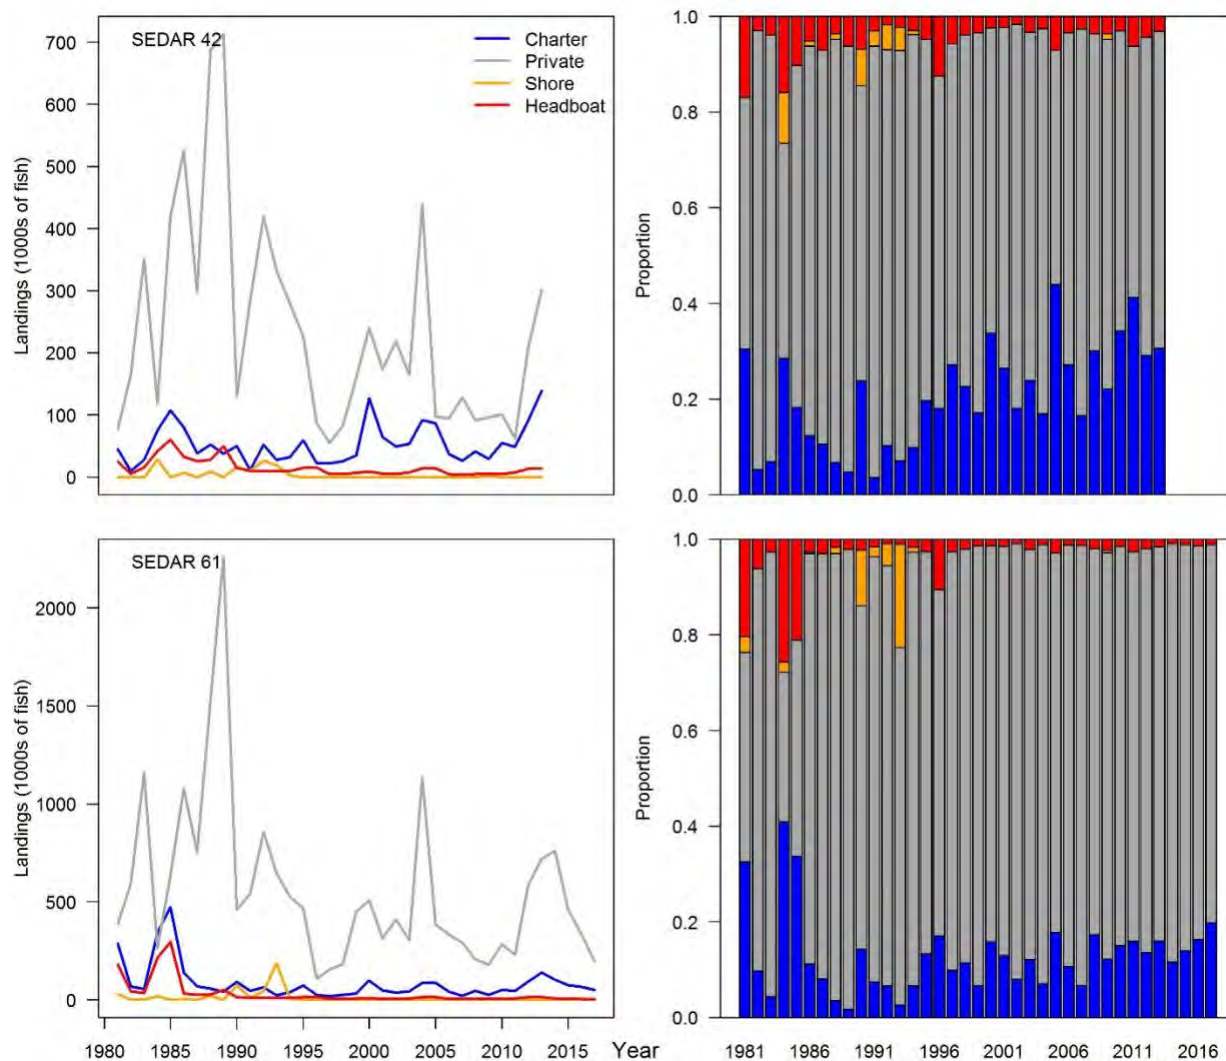 SEDAR 42
Charter
Private
Shore
Headboat
Landings (1000s of fish)
700
600
500
400
300
200
100
0
Proportion
1.0
0.8
0.6
0.4
0.2
0.0
SEDAR 61
Landings (1000s of fish)
2000
1500
1000
500
0
1980 1985 1990 1995 2000 2005 2010 2015
Proportion
1.0
0.8
0.6
0.4
0.2
0.0
1981 1986 1991 1996 2001 2006 2011 2016
Year